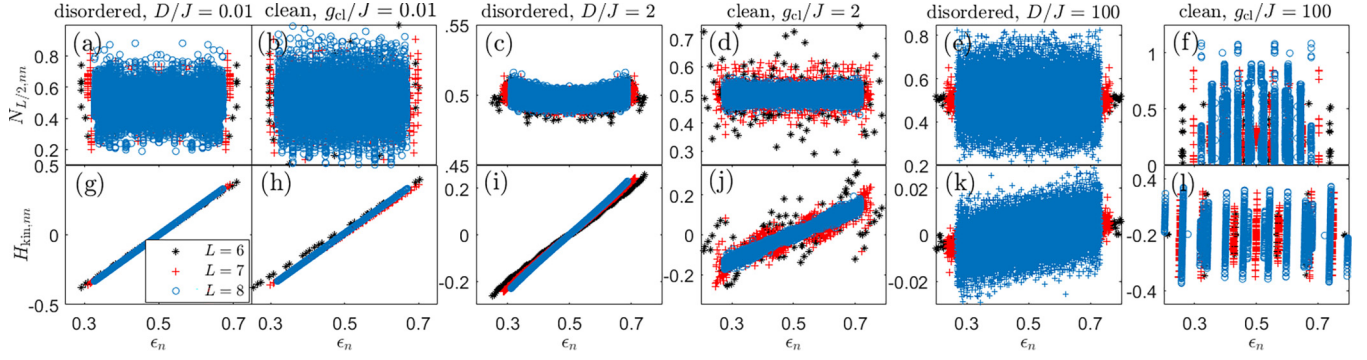 disordered, D/J = 0.01
clean, g_cl/J = 0.01
disordered, D/J = 2
clean, g_cl/J = 2
disordered, D/J = 100
clean, g_cl/J = 100
(a) (b) (c) (d) (e) (f)
N_{L/2,nn}
0.8
0.6
0.4
0.2
0.1
.55
0.5
.45
0.7
0.6
0.5
0.4
0.3
0.8
0.6
0.4
0.2
1
0.8
0.6
0.4
0.2
0
(g) (h) (i) (j) (k) (l)
H_{kin,nn}
0.5
0
-0.5
0.2
0
-0.2
0.2
0
-0.2
0.02
0
-0.02
0.1
0
-0.2
-0.4
L = 6
L = 7
L = 8
0.3 0.5 0.7
0.3 0.5 0.7
0.3 0.5 0.7
0.3 0.5 0.7
0.3 0.5 0.7
0.3 0.5 0.7
ϵ_n ϵ_n ϵ_n ϵ_n ϵ_n ϵ_n